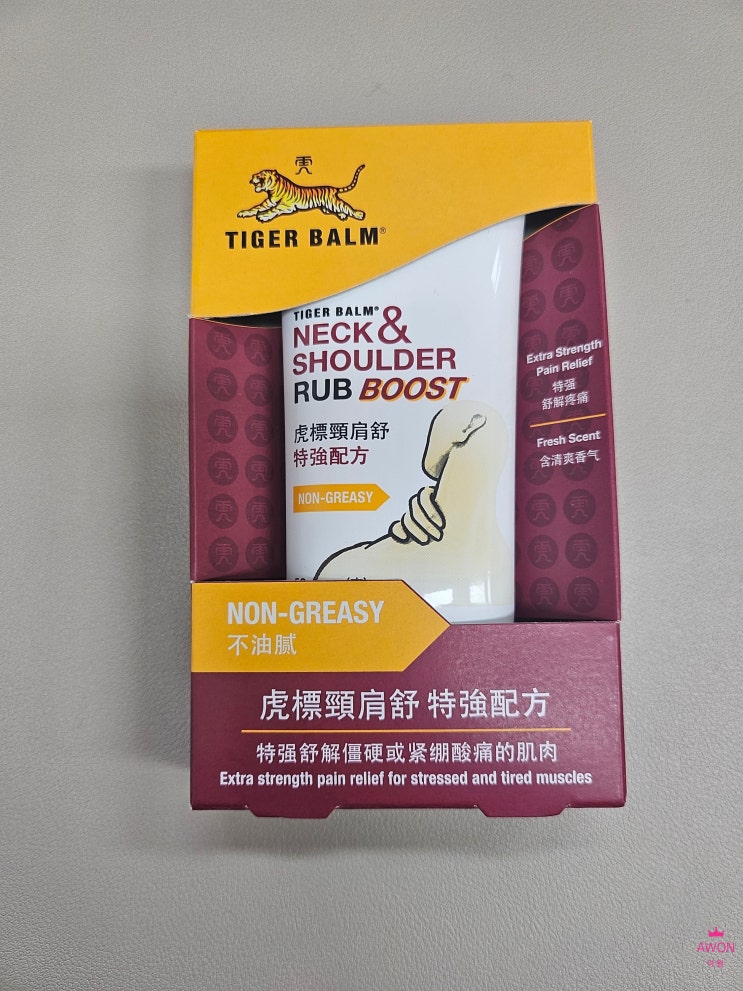 TIGER BALM®
TIGER BALM®
NECK &
SHOULDER
RUB BOOST
虎標頸肩舒
特強配方
NON-GREASY
Extra Strength
Pain Relief
特强
舒解疼痛
Fresh Scent
含清爽香气
NON-GREASY
不油腻
虎標頸肩舒 特強配方
特强舒解僵硬或紧绷酸痛的肌肉
Extra strength pain relief for stressed and tired muscles
AWON